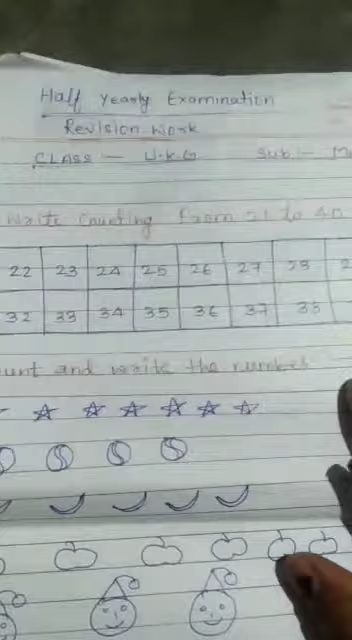 Half Yearly Examination
Revision Work
CLASS - U.K.G Sub -
Write Counting from 21 to 40
22 23 24 25 26 27 28
32 33 34 35 36 37 38
and write the numbers